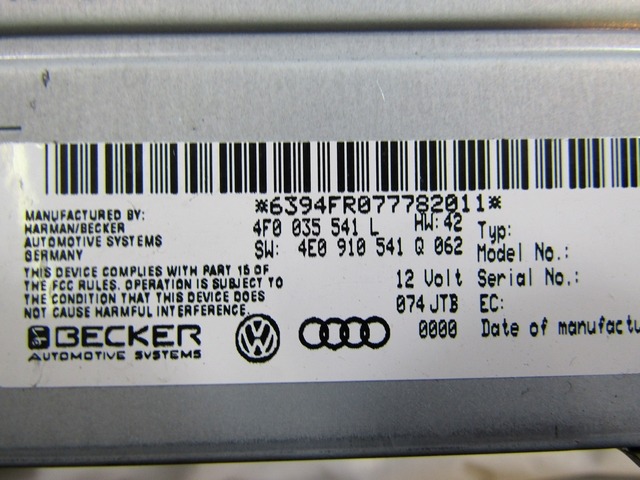 *6394FR077782011*
MANUFACTURED BY:
HARMAN/BECKER
AUTOMOTIVE SYSTEMS
GERMANY
4F0 035 541 L HW:42
SW: 4E0 910 541 Q 062
THIS DEVICE COMPLIES WITH PART 15 OF
THE FCC RULES. OPERATION IS SUBJECT TO
THE CONDITION THAT THIS DEVICE DOES
NOT CAUSE HARMFUL INTERFERENCE.
BECKER
AUTOMOTIVE SYSTEMS
12 Volt
074 JTB
0000
Typ:
Model No.:
Serial No.:
EC:
Date of manufactu